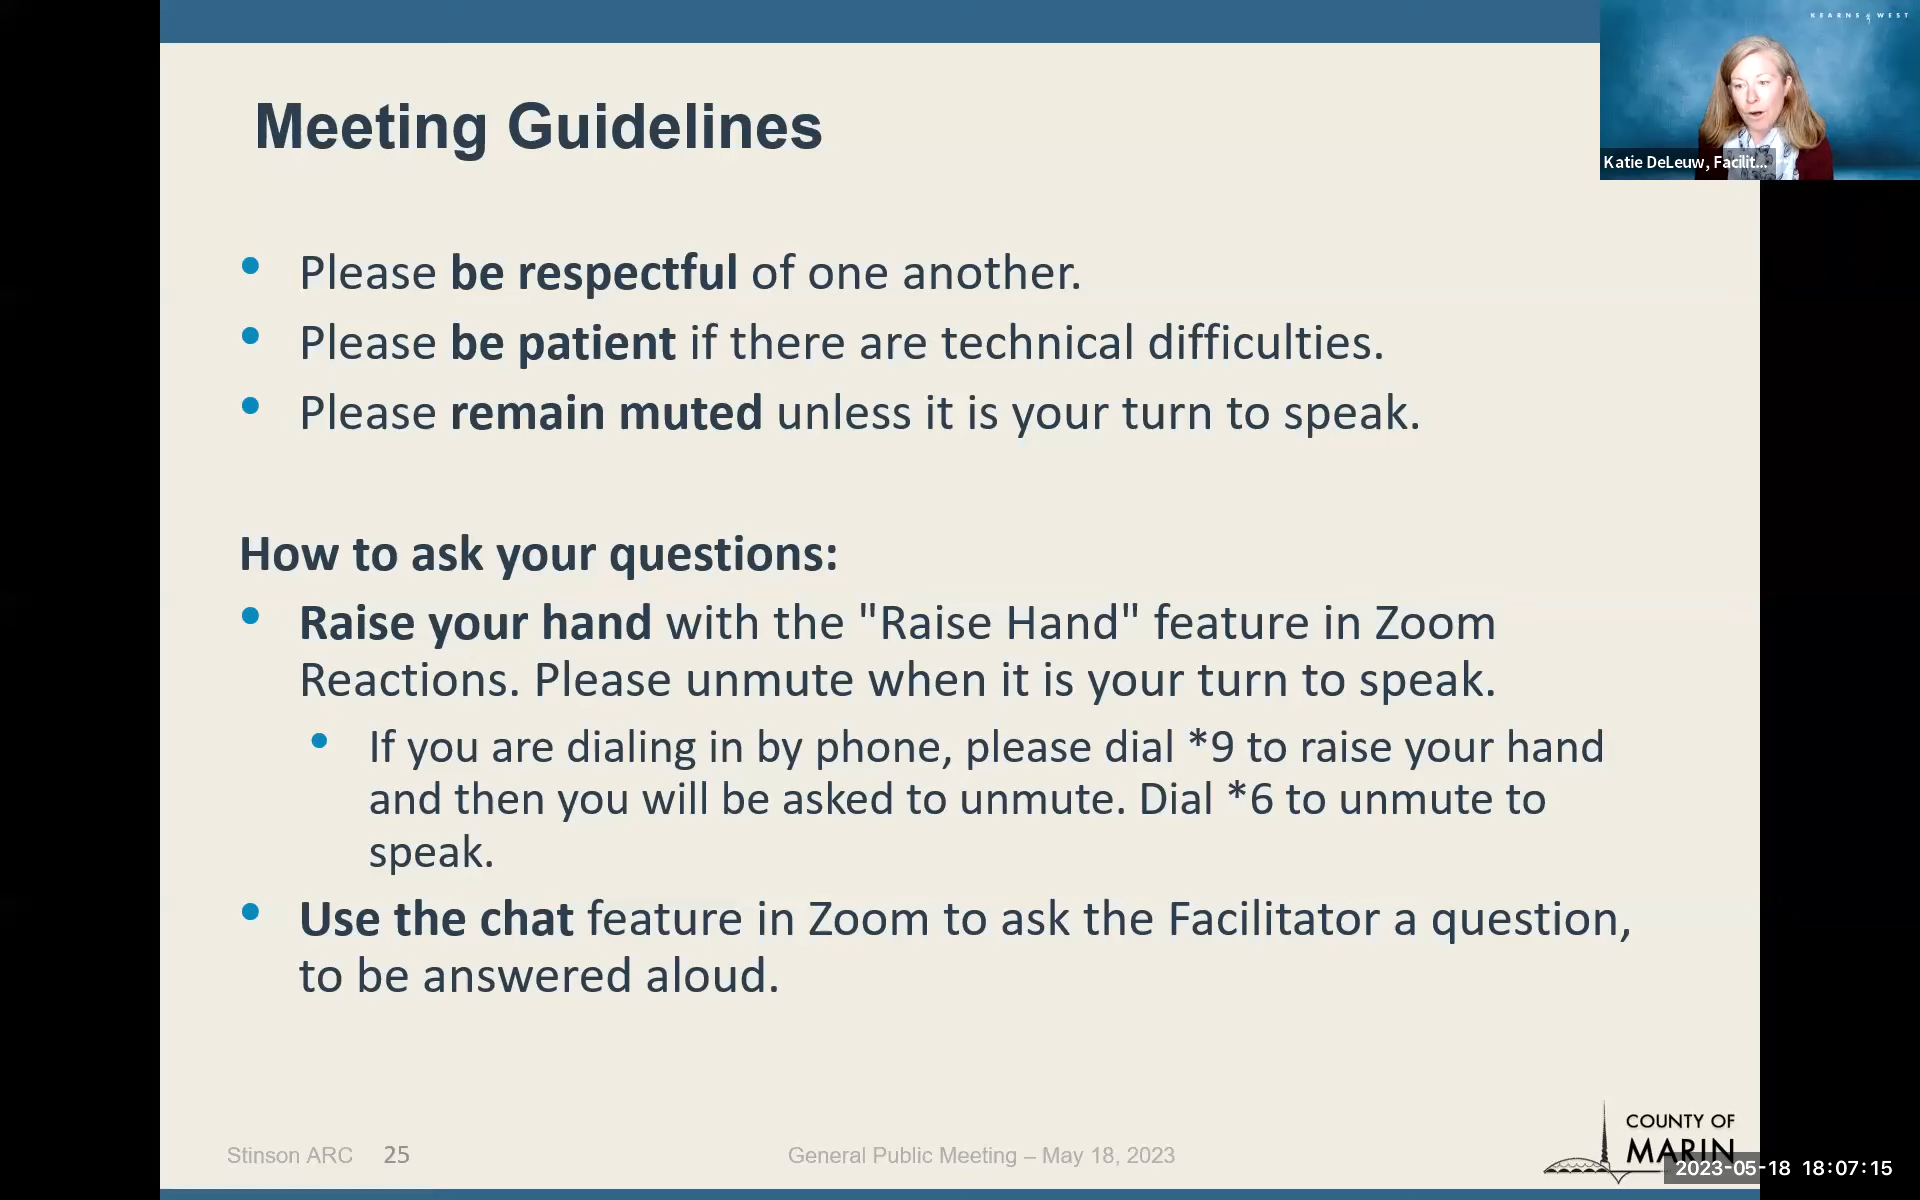 KEARNS & WEST
Katie DeLeuw, Facilit...
Meeting Guidelines
• Please be respectful of one another.
• Please be patient if there are technical difficulties.
• Please remain muted unless it is your turn to speak.
How to ask your questions:
• Raise your hand with the "Raise Hand" feature in Zoom
Reactions. Please unmute when it is your turn to speak.
• If you are dialing in by phone, please dial *9 to raise your hand
and then you will be asked to unmute. Dial *6 to unmute to
speak.
• Use the chat feature in Zoom to ask the Facilitator a question,
to be answered aloud.
Stinson ARC 25
General Public Meeting – May 18, 2023
COUNTY OF
MARIN
2023-05-18 18:07:15